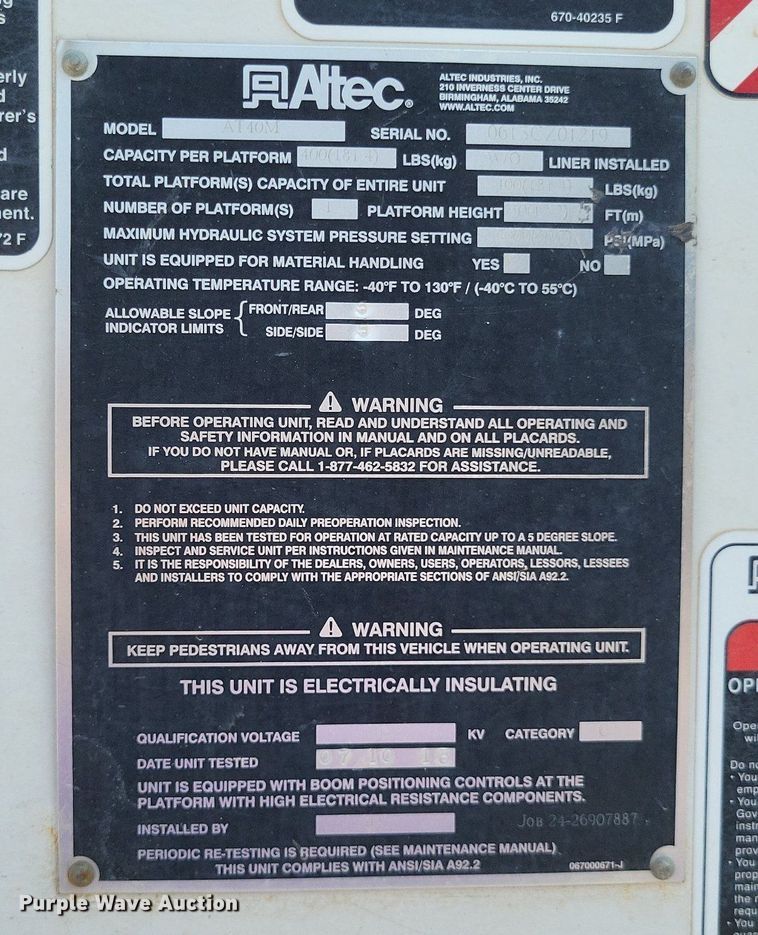 670-40235 F
Altec
ALTEC INDUSTRIES, INC.
210 INVERNESS CENTER DRIVE
BIRMINGHAM, ALABAMA 35242
WWW.ALTEC.COM
MODEL AT40M SERIAL NO. 0613CZ01219
CAPACITY PER PLATFORM 400(181.4) LBS(kg) W/O LINER INSTALLED
TOTAL PLATFORM(S) CAPACITY OF ENTIRE UNIT LBS(kg)
NUMBER OF PLATFORM(S) 1 PLATFORM HEIGHT FT(m)
MAXIMUM HYDRAULIC SYSTEM PRESSURE SETTING PSI(MPa)
UNIT IS EQUIPPED FOR MATERIAL HANDLING YES NO
OPERATING TEMPERATURE RANGE: -40°F TO 130°F / (-40°C TO 55°C)
ALLOWABLE SLOPE INDICATOR LIMITS
FRONT/REAR DEG
SIDE/SIDE DEG
WARNING
BEFORE OPERATING UNIT, READ AND UNDERSTAND ALL OPERATING AND
SAFETY INFORMATION IN MANUAL AND ON ALL PLACARDS.
IF YOU DO NOT HAVE MANUAL OR, IF PLACARDS ARE MISSING/UNREADABLE,
PLEASE CALL 1-877-462-5832 FOR ASSISTANCE.
1. DO NOT EXCEED UNIT CAPACITY.
2. PERFORM RECOMMENDED DAILY PREOPERATION INSPECTION.
3. THIS UNIT HAS BEEN TESTED FOR OPERATION AT RATED CAPACITY UP TO A 5 DEGREE SLOPE.
4. INSPECT AND SERVICE UNIT PER INSTRUCTIONS GIVEN IN MAINTENANCE MANUAL.
5. IT IS THE RESPONSIBILITY OF THE DEALERS, OWNERS, USERS, OPERATORS, LESSORS, LESSEES
AND INSTALLERS TO COMPLY WITH THE APPROPRIATE SECTIONS OF ANSI/SIA A92.2.
WARNING
KEEP PEDESTRIANS AWAY FROM THIS VEHICLE WHEN OPERATING UNIT.
THIS UNIT IS ELECTRICALLY INSULATING
QUALIFICATION VOLTAGE KV CATEGORY C
DATE UNIT TESTED 07 10 13
UNIT IS EQUIPPED WITH BOOM POSITIONING CONTROLS AT THE
PLATFORM WITH HIGH ELECTRICAL RESISTANCE COMPONENTS.
INSTALLED BY
JOB 24-26907887
PERIODIC RE-TESTING IS REQUIRED (SEE MAINTENANCE MANUAL)
THIS UNIT COMPLIES WITH ANSI/SIA A92.2
067000671-J
Purple Wave Auction